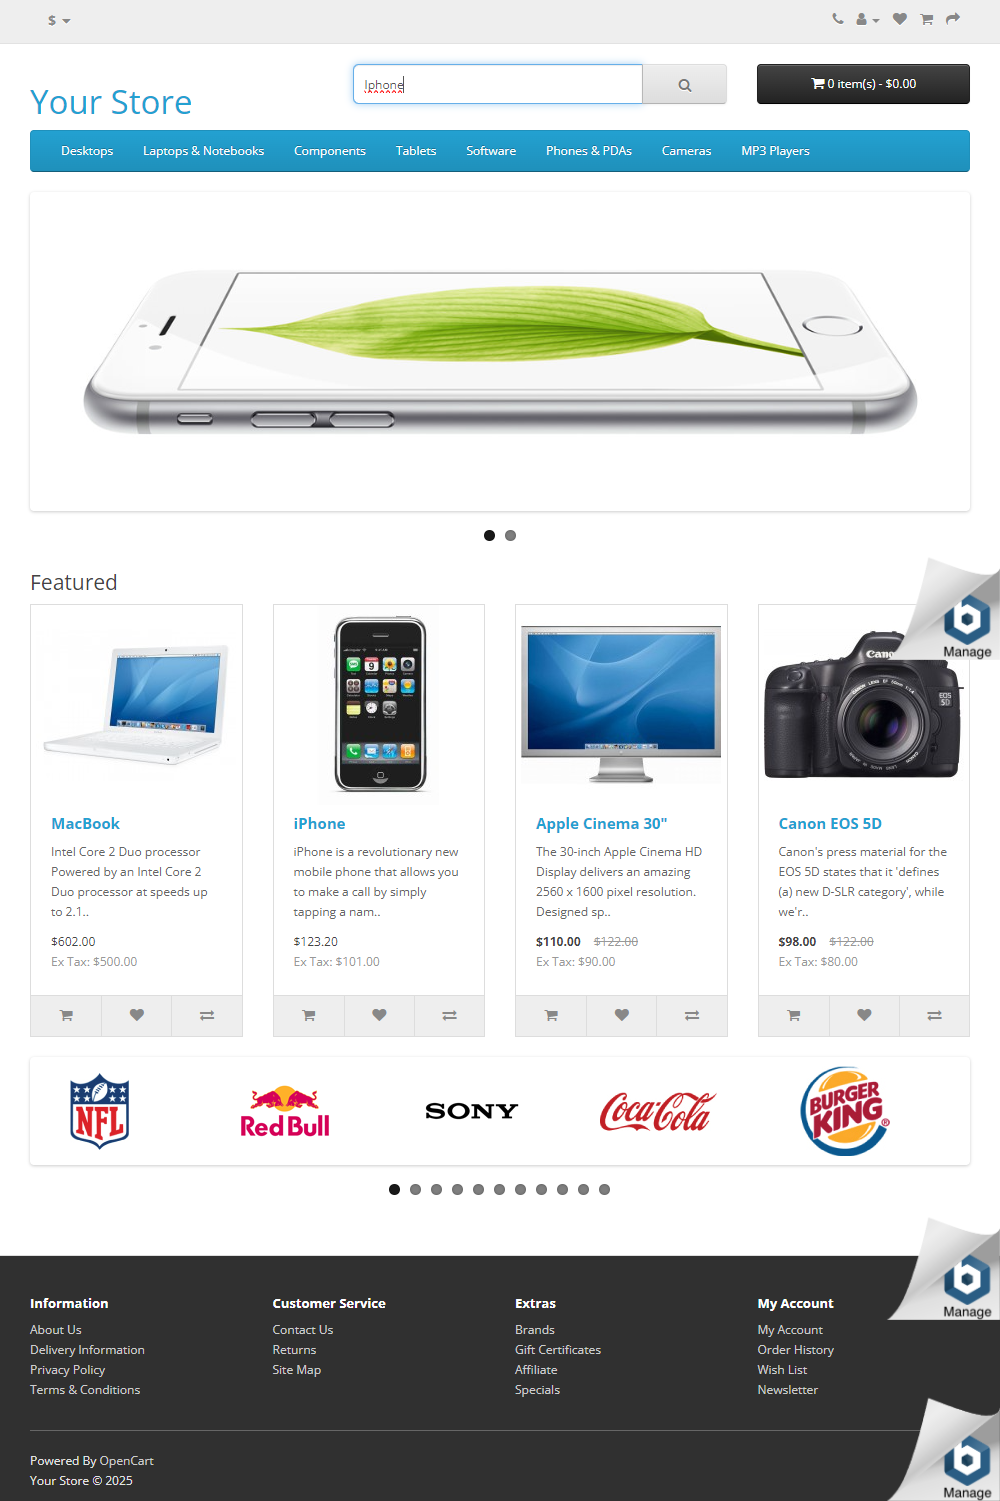 $
Iphone
0 item(s) - $0.00
Your Store
Desktops
Laptops & Notebooks
Components
Tablets
Software
Phones & PDAs
Cameras
MP3 Players
Featured
Manage
Canon
EOS
5D
MacBook
Intel Core 2 Duo processor
Powered by an Intel Core 2
Duo processor at speeds up
to 2.1..
$602.00
Ex Tax: $500.00
iPhone
iPhone is a revolutionary new
mobile phone that allows you
to make a call by simply
tapping a nam..
$123.20
Ex Tax: $101.00
Apple Cinema 30"
The 30-inch Apple Cinema HD
Display delivers an amazing
2560 x 1600 pixel resolution.
Designed sp..
$110.00 $122.00
Ex Tax: $90.00
Canon EOS 5D
Canon's press material for the
EOS 5D states that it 'defines
(a) new D-SLR category', while
we'r..
$98.00 $122.00
Ex Tax: $80.00
NFL
Red Bull
SONY
Coca-Cola
BURGER
KING
Manage
Information
About Us
Delivery Information
Privacy Policy
Terms & Conditions
Customer Service
Contact Us
Returns
Site Map
Extras
Brands
Gift Certificates
Affiliate
Specials
My Account
My Account
Order History
Wish List
Newsletter
Powered By OpenCart
Your Store © 2025
Manage